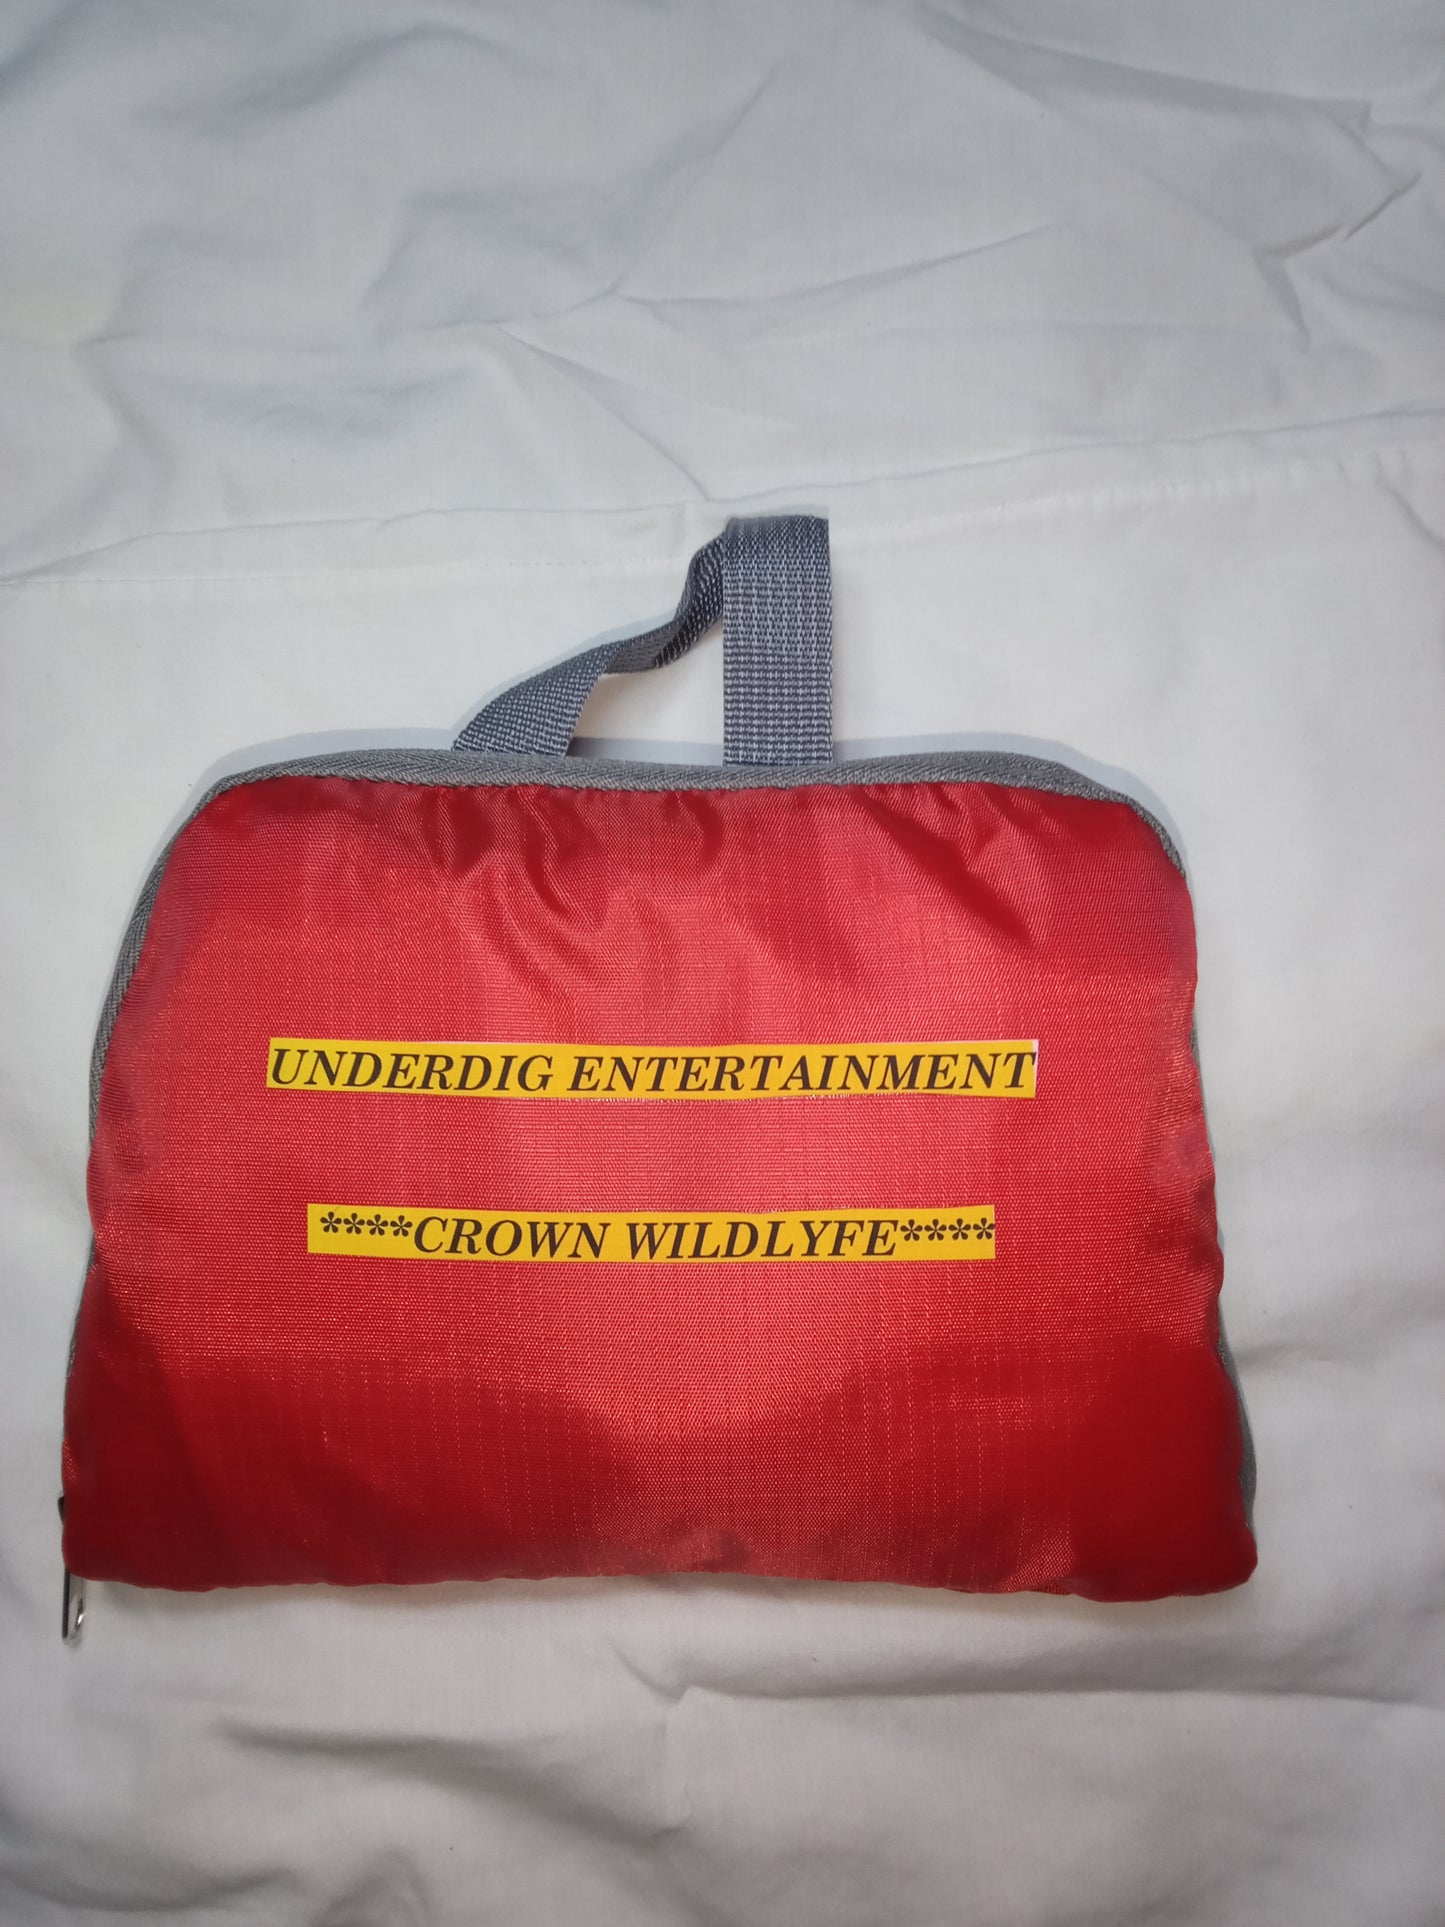 UNDERDIG ENTERTAINMENT
****CROWN WILDLYFE****